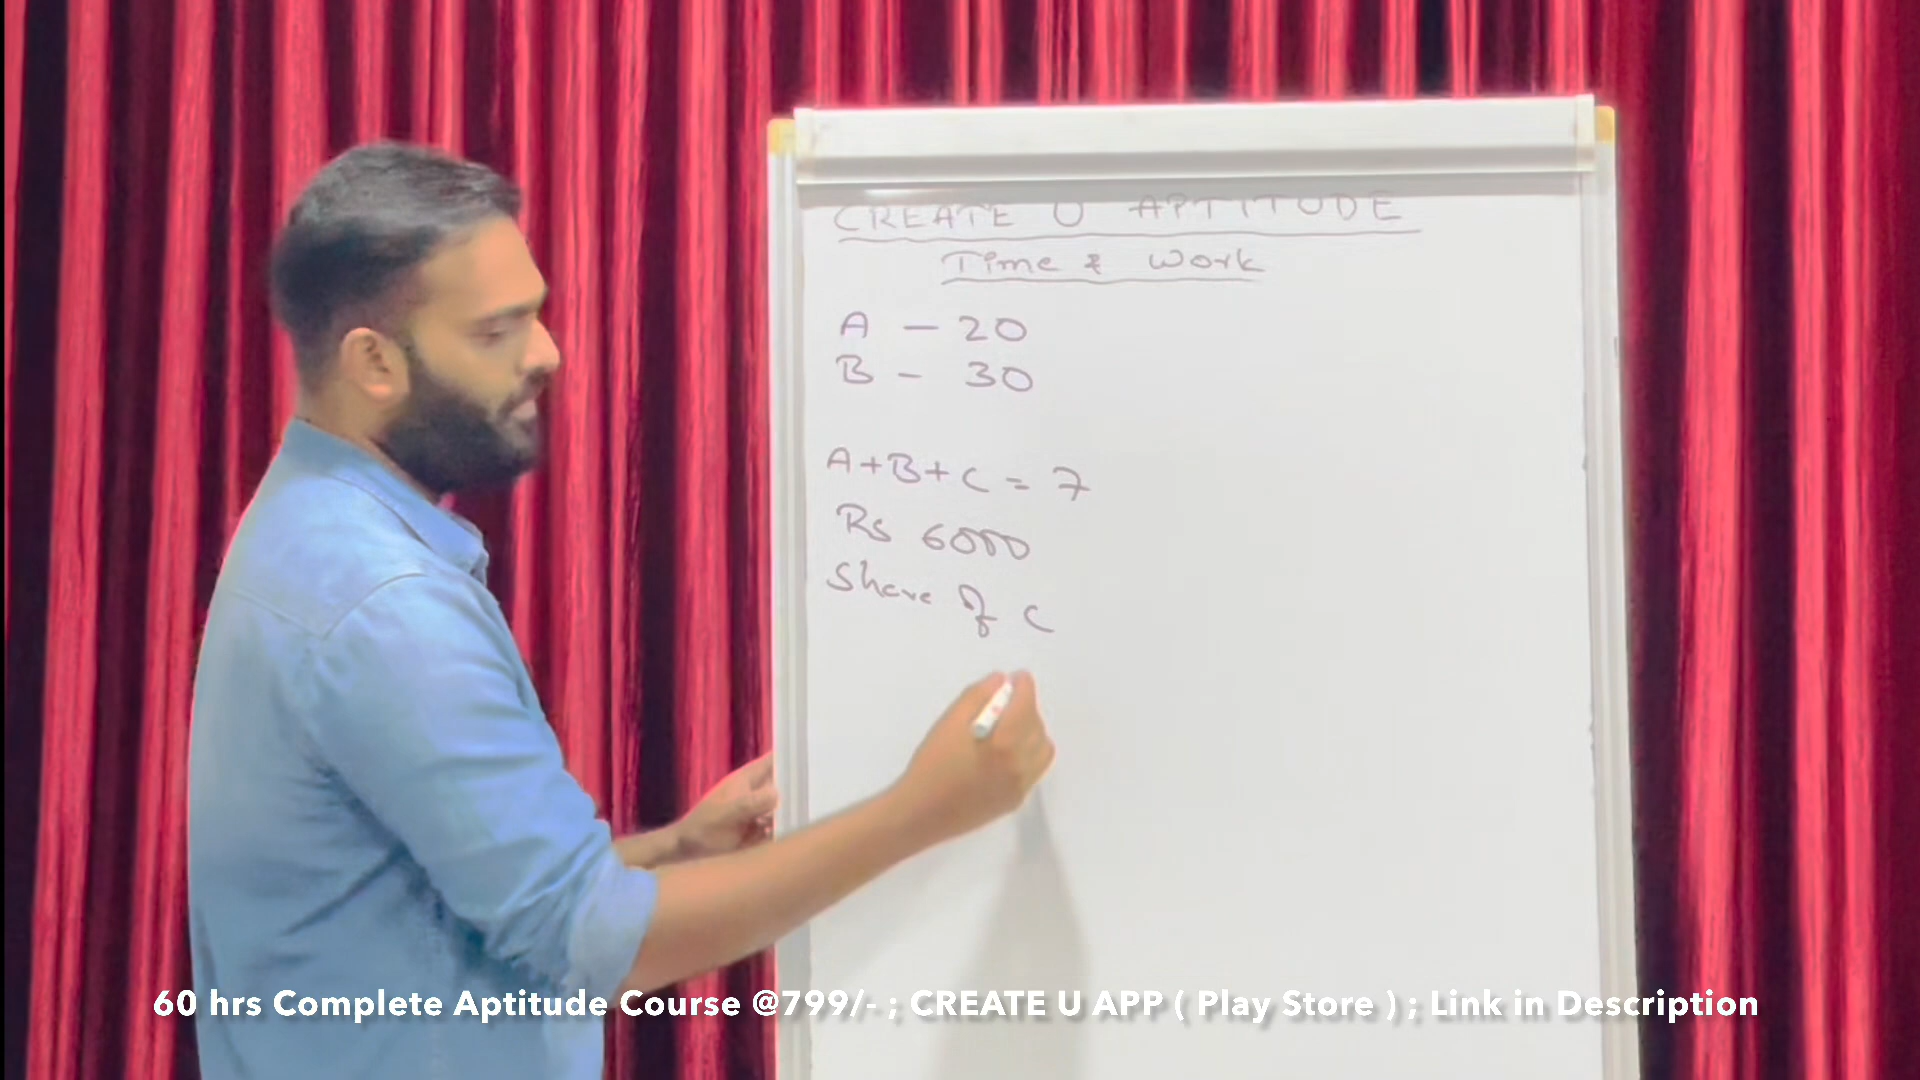 CREATE U APTITUDE
Time & Work
A - 20
B - 30
A+B+C = 7
Rs 6000
Share of C
60 hrs Complete Aptitude Course @799/- ; CREATE U APP ( Play Store ) ; Link in Description